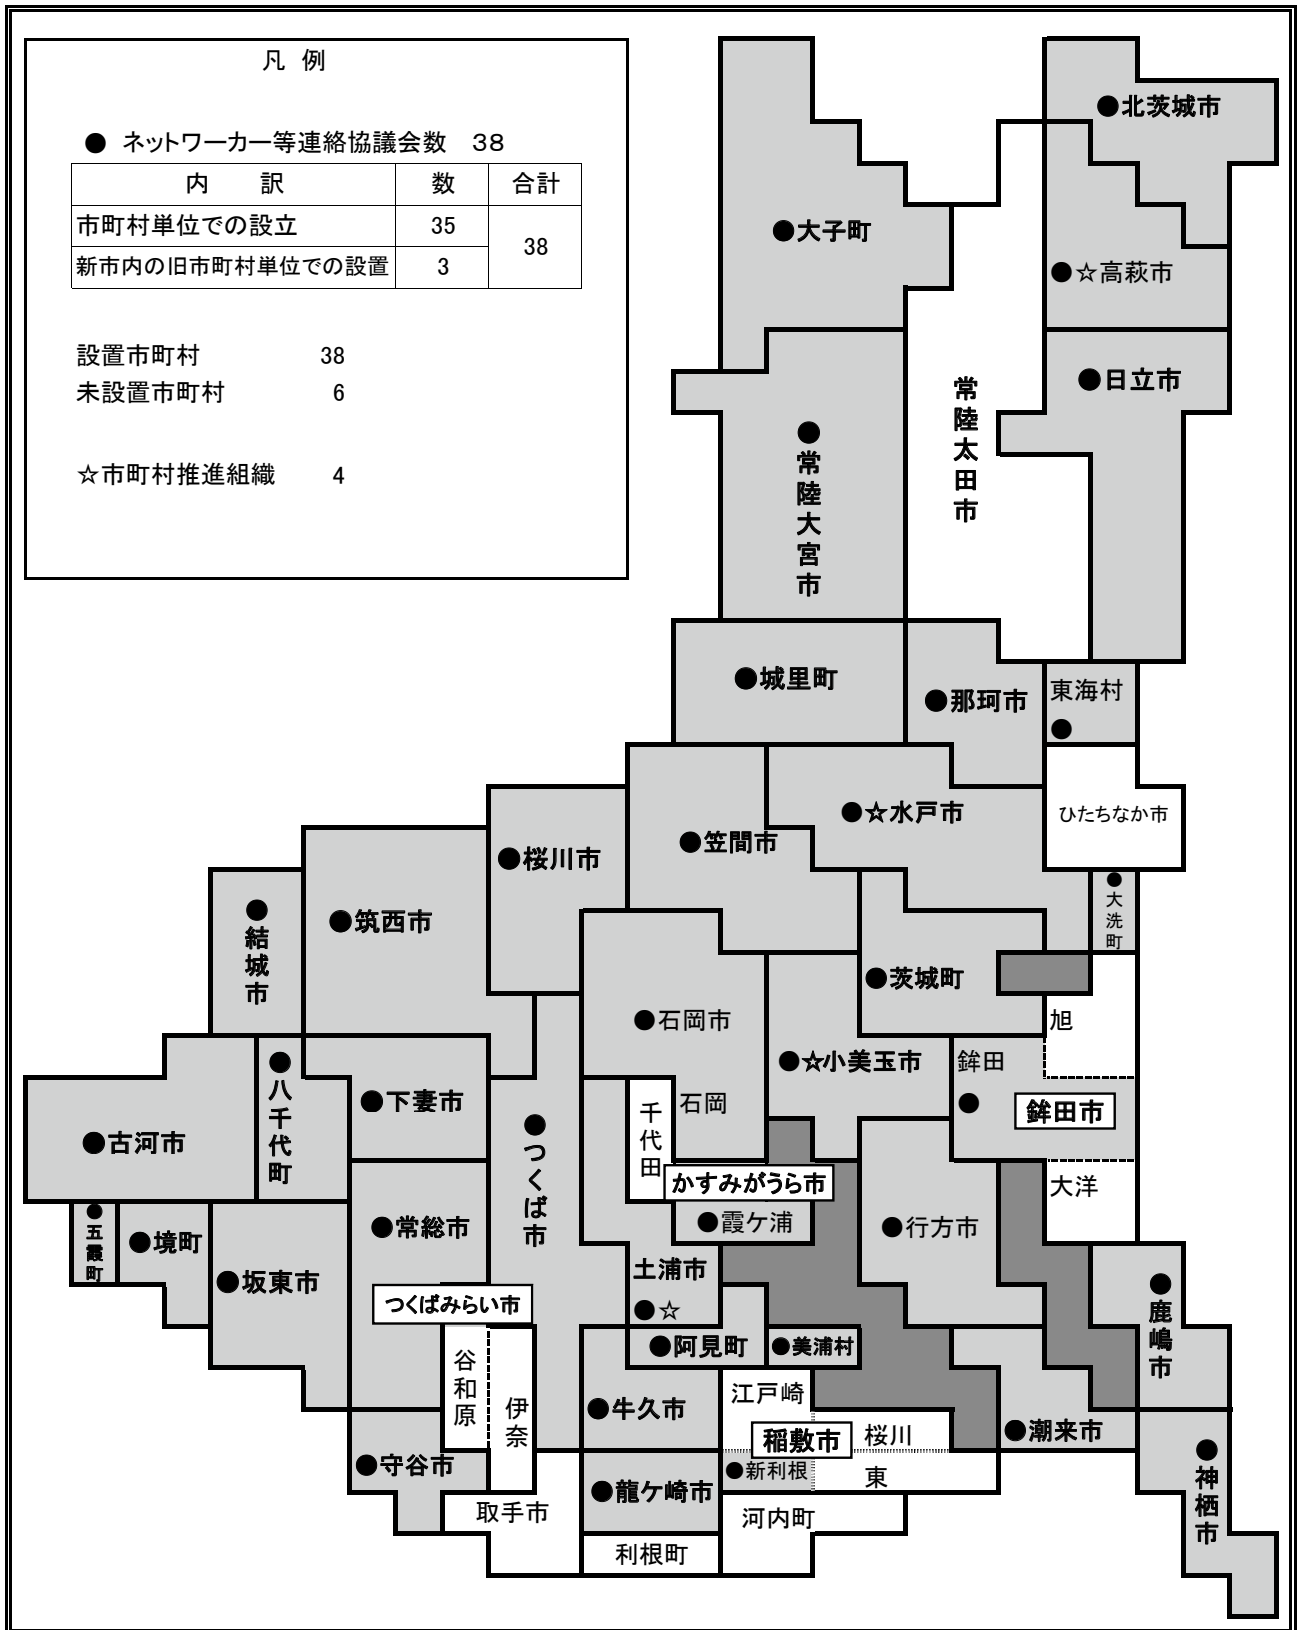 凡 例
● ネットワーカー等連絡協議会数 38
内 訳 数 合計
市町村単位での設立 35
38
新市内の旧市町村単位での設置 3
設置市町村 38
未設置市町村 6
☆市町村推進組織 4
●北茨城市
●大子町
●☆高萩市
●日立市
常陸太田市
●常陸大宮市
●城里町
●那珂市
東海村
●
ひたちなか市
●☆水戸市
●笠間市
●桜川市
●筑西市
●結城市
●大洗町
●茨城町
●石岡市
旭
●☆小美玉市
鉾田
●
鉾田市
大洋
●下妻市
●八千代町
●古河市
●つくば市
千代田
石岡
かすみがうら市
●霞ケ浦
●行方市
●五霞町
●境町
●常総市
●坂東市
土浦市
●☆
つくばみらい市
●鹿嶋市
●阿見町
●美浦村
谷和原
伊奈
江戸崎
●牛久市
稲敷市
桜川
●潮来市
●守谷市
●新利根
東
●龍ケ崎市
●神栖市
取手市
河内町
利根町